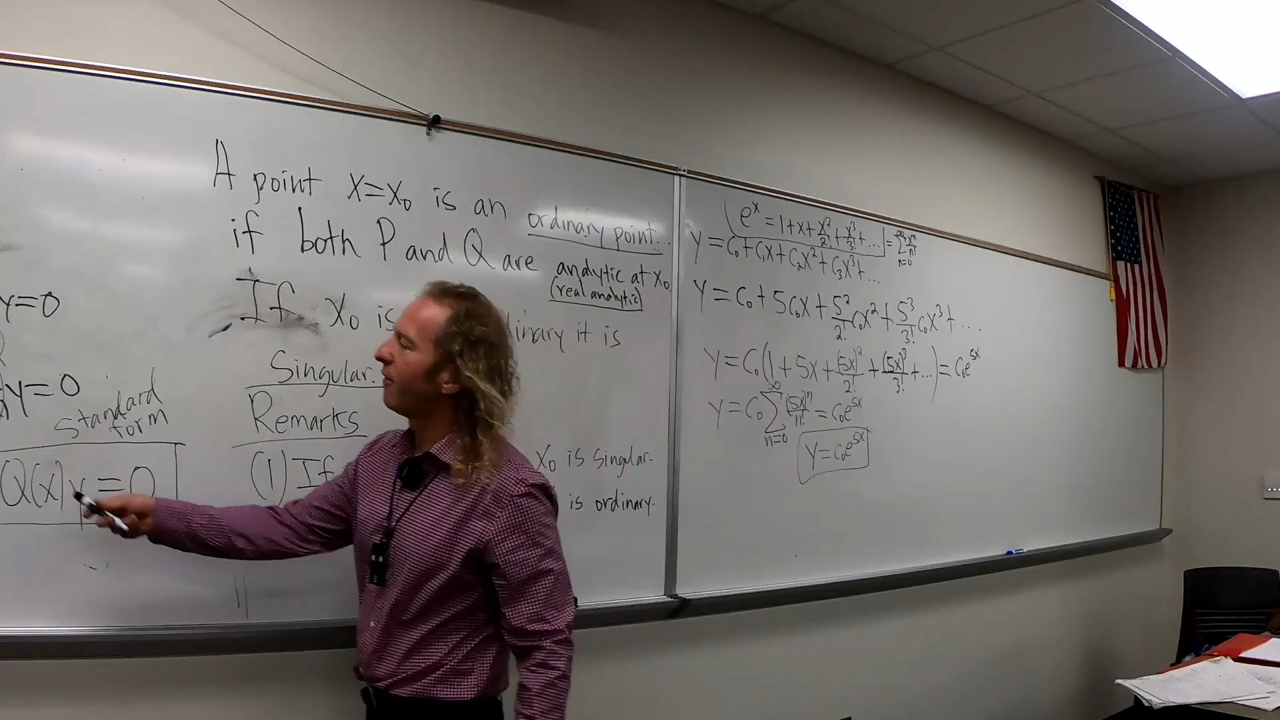 y=0
y=0
standard
form
Q(x)y=0
A point x=x₀ is an ordinary point...
if both P and Q are analytic at x₀.
(real analytic)
If x₀ is it is
Singular.
Remarks
(1) If x₀ is singular.
is ordinary.
eˣ = 1+x+x²/2!+x³/3!+... = ∑ₙ₌₀^∞ xⁿ/n!
y=c₀+c₁x+c₂x²+c₃x³+...
y=c₀+5c₀x+5²/2! c₀x²+5³/3! c₀x³+...
y=c₀(1+5x+(5x)²/2!+(5x)³/3!+...)=c₀e⁵ˣ
y=c₀ ∑ₙ₌₀^∞ (5x)ⁿ/n! = c₀e⁵ˣ
y=c₀e⁵ˣ